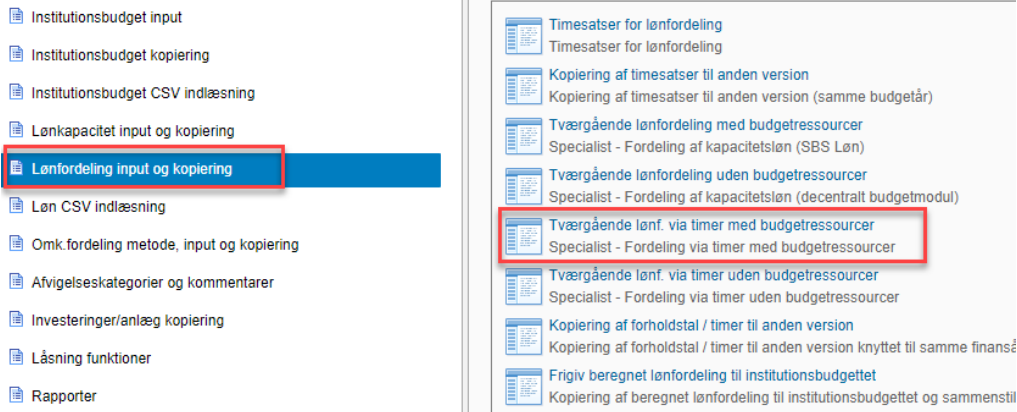 Institutionsbudget input
Institutionsbudget kopiering
Institutionsbudget CSV indlæsning
Lønkapacitet input og kopiering
Lønfordeling input og kopiering
Løn CSV indlæsning
Omk.fordeling metode, input og kopiering
Afvigelseskategorier og kommentarer
Investeringer/anlæg kopiering
Låsning funktioner
Rapporter
Timesatser for lønfordeling
Timesatser for lønfordeling
Kopiering af timesatser til anden version
Kopiering af timesatser til anden version (samme budgetår)
Tværgående lønfordeling med budgetressourcer
Specialist - Fordeling af kapacitetsløn (SBS Løn)
Tværgående lønfordeling uden budgetressourcer
Specialist - Fordeling af kapacitetsløn (decentralt budgetmodul)
Tværgående lønf. via timer med budgetressourcer
Specialist - Fordeling via timer med budgetressourcer
Tværgående lønf. via timer uden budgetressourcer
Specialist - Fordeling via timer uden budgetressourcer
Kopiering af forholdstal / timer til anden version
Kopiering af forholdstal / timer til anden version knyttet til samme finanså
Frigiv beregnet lønfordeling til institutionsbudgettet
Kopiering af beregnet lønfordeling til institutionsbudgettet og sammenstil